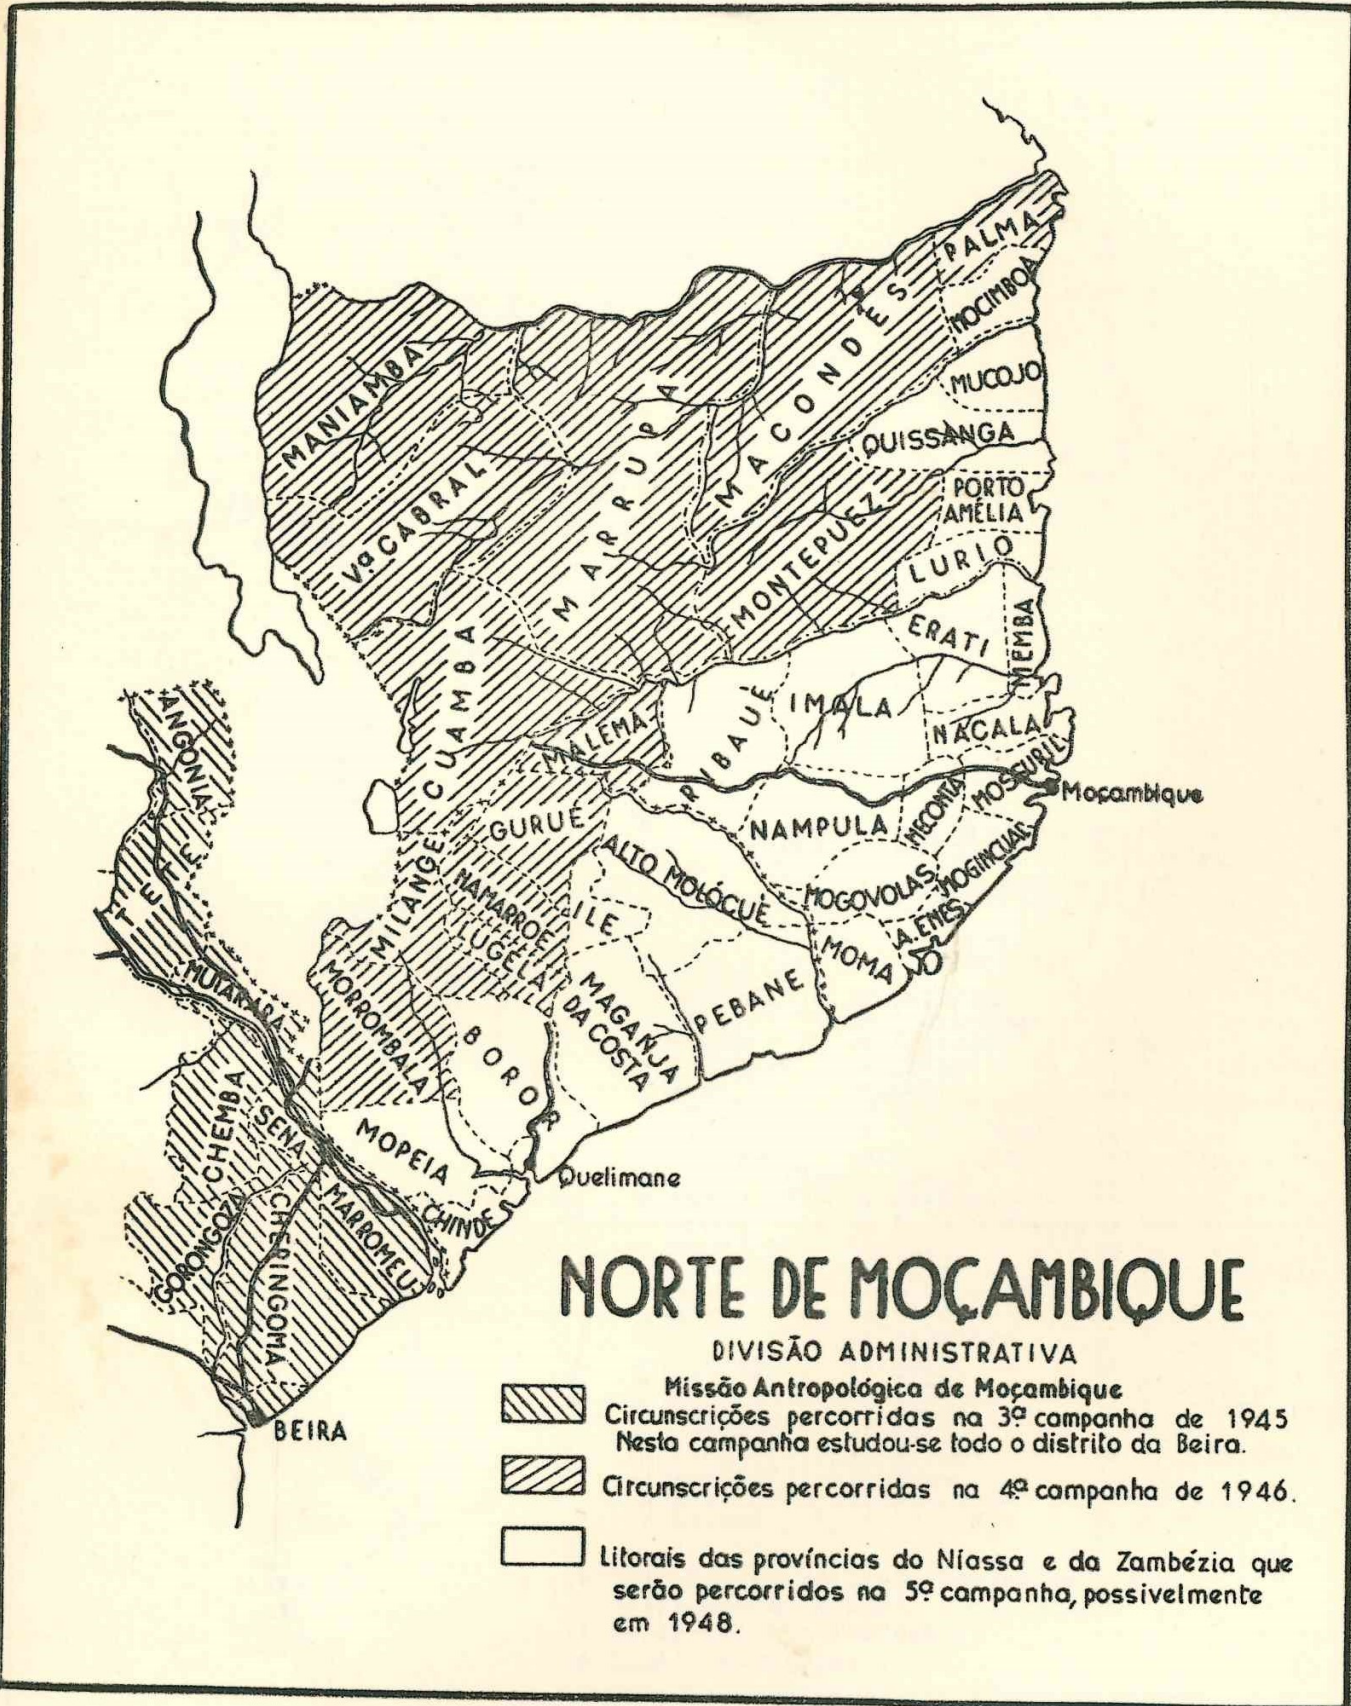 PALMA
MOCIMBOA
MACONDES
MUCOJO
MANIAMBA
MARRUPA
QUISSANGA
Vª CABRAL
PORTO
AMÉLIA
MONTEPUEZ
LURIO
ERATI
MEMBA
CUAMBA
IMALA
RIBAUÉ
MALEMA
NACALA
ANGONIA
MOSSURIL
Moçambique
MECONTA
NAMPULA
GURUÉ
MOGINCUAR
ALTO MOLÓCUÉ
MOGOVOLAS
TETE
MILANGE
NAMARROE
ILE
A. ENES
LUGELA
MOMA
MUTARARA
MORROMBALA
MAGANJA
DA COSTA
PEBANE
BOROR
CHEMBA
SENA
MOPEIA
Quelimane
GORONGOZA
CHERINGOMA
MARROMEU
CHINDE
BEIRA
NORTE DE MOÇAMBIQUE
DIVISÃO ADMINISTRATIVA
Missão Antropológica de Moçambique
Circunscrições percorridas na 3ª campanha de 1945
Nesta campanha estudou-se todo o distrito da Beira.
Circunscrições percorridas na 4ª campanha de 1946.
Litorais das províncias do Níassa e da Zambézia que
serão percorridos na 5ª campanha, possivelmente
em 1948.